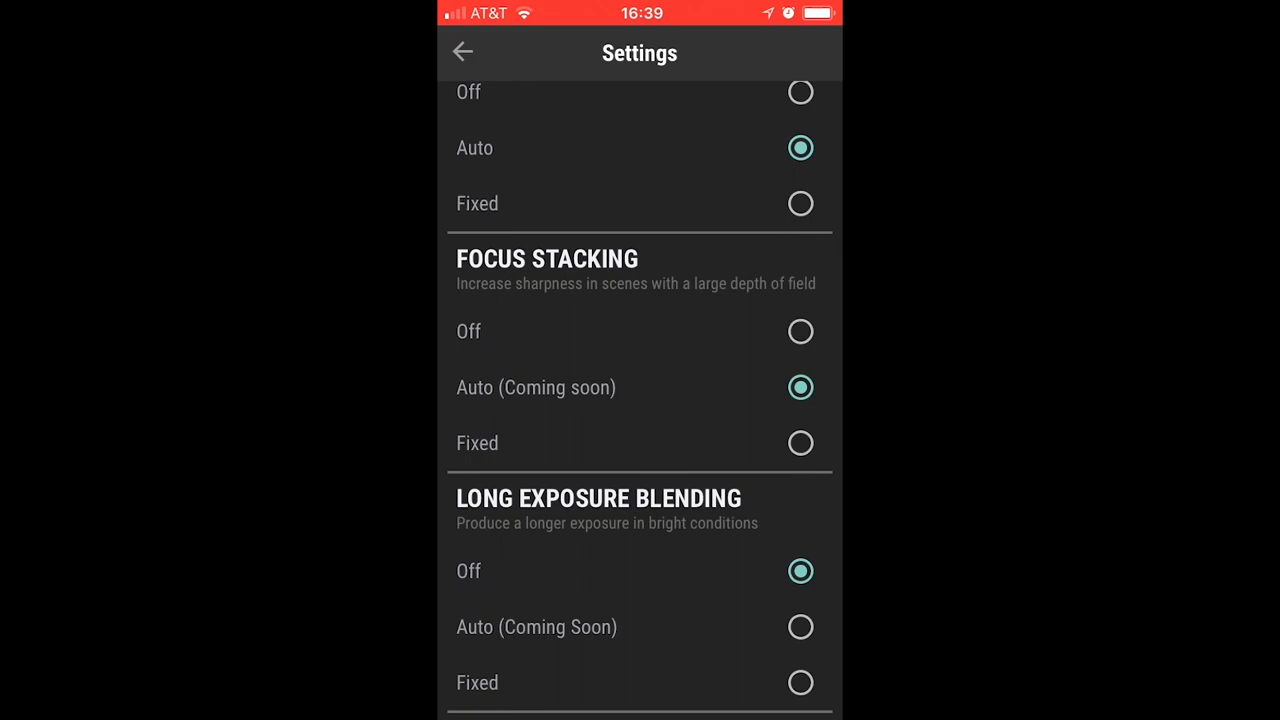 AT&T 16:39
Settings
Off
Auto
Fixed
FOCUS STACKING
Increase sharpness in scenes with a large depth of field
Off
Auto (Coming soon)
Fixed
LONG EXPOSURE BLENDING
Produce a longer exposure in bright conditions
Off
Auto (Coming Soon)
Fixed